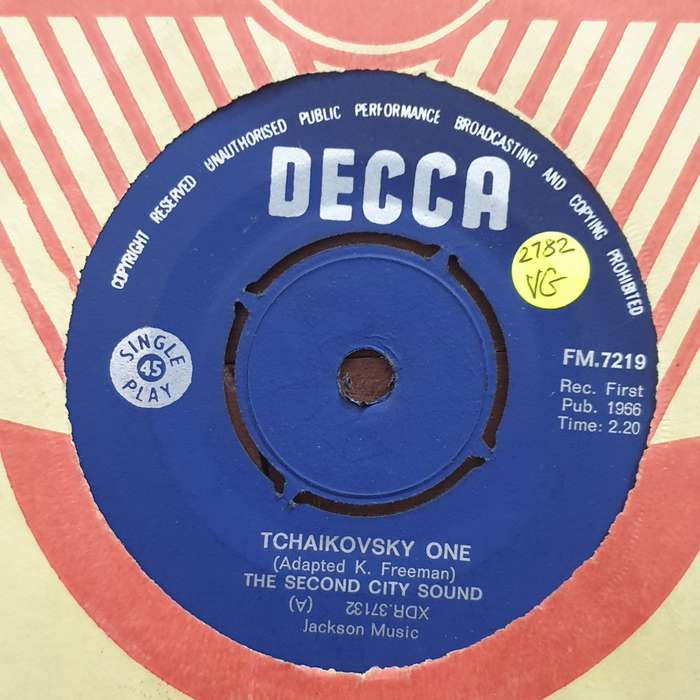 COPYRIGHT RESERVED UNAUTHORISED PUBLIC PERFORMANCE BROADCASTING AND COPYING PROHIBITED
DECCA
2782
VG
SINGLE
45
PLAY
FM.7219
Rec. First
Pub. 1966
Time: 2.20
TCHAIKOVSKY ONE
(Adapted K. Freeman)
THE SECOND CITY SOUND
XDR.37132 (A)
Jackson Music